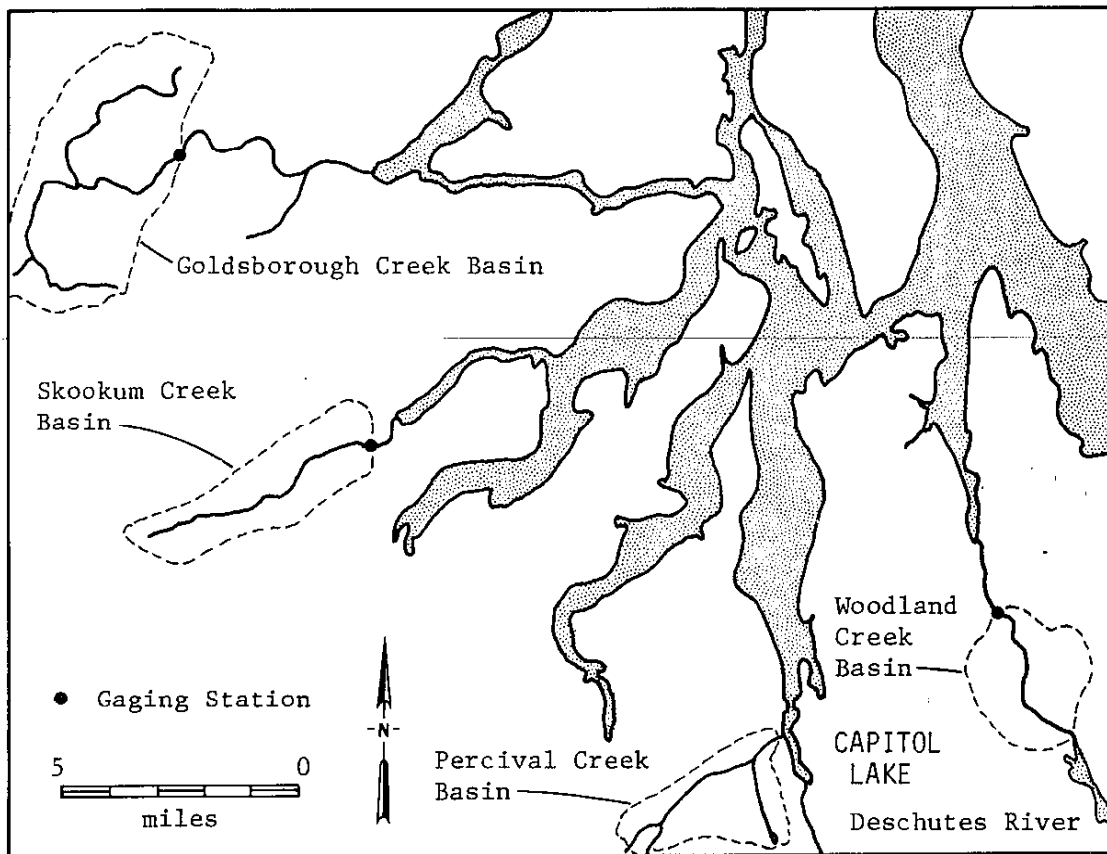 Goldsborough Creek Basin
Skookum Creek
Basin
Woodland
Creek
Basin
Gaging Station
N
CAPITOL
LAKE
5 0
miles
Percival Creek
Basin
Deschutes River